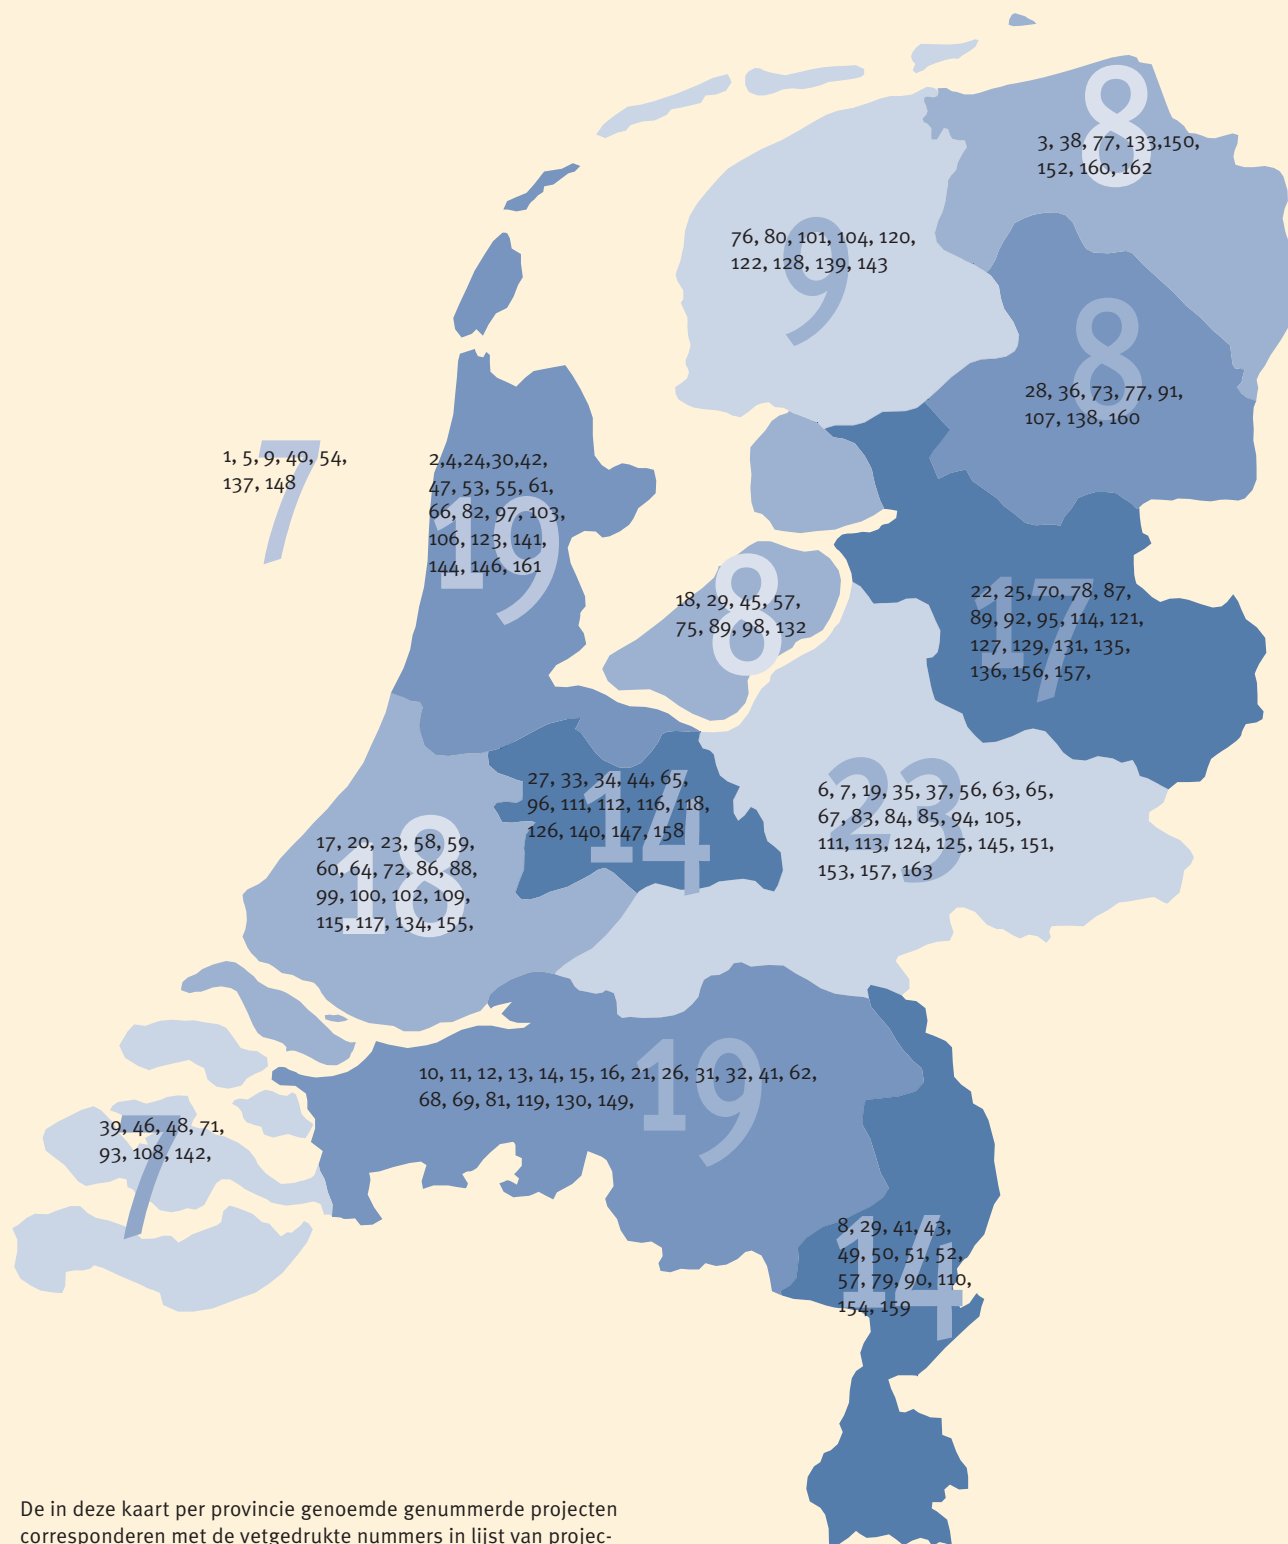 8
3, 38, 77, 133,150,
152, 160, 162
9
76, 80, 101, 104, 120,
122, 128, 139, 143
8
28, 36, 73, 77, 91,
107, 138, 160
7
1, 5, 9, 40, 54,
137, 148
19
2,4,24,30,42,
47, 53, 55, 61,
66, 82, 97, 103,
106, 123, 141,
144, 146, 161
8
18, 29, 45, 57,
75, 89, 98, 132
17
22, 25, 70, 78, 87,
89, 92, 95, 114, 121,
127, 129, 131, 135,
136, 156, 157,
14
27, 33, 34, 44, 65,
96, 111, 112, 116, 118,
126, 140, 147, 158
23
6, 7, 19, 35, 37, 56, 63, 65,
67, 83, 84, 85, 94, 105,
111, 113, 124, 125, 145, 151,
153, 157, 163
18
17, 20, 23, 58, 59,
60, 64, 72, 86, 88,
99, 100, 102, 109,
115, 117, 134, 155,
19
10, 11, 12, 13, 14, 15, 16, 21, 26, 31, 32, 41, 62,
68, 69, 81, 119, 130, 149,
7
39, 46, 48, 71,
93, 108, 142,
14
8, 29, 41, 43,
49, 50, 51, 52,
57, 79, 90, 110,
154, 159
De in deze kaart per provincie genoemde genummerde projecten
corresponderen met de vetgedrukte nummers in lijst van projec-